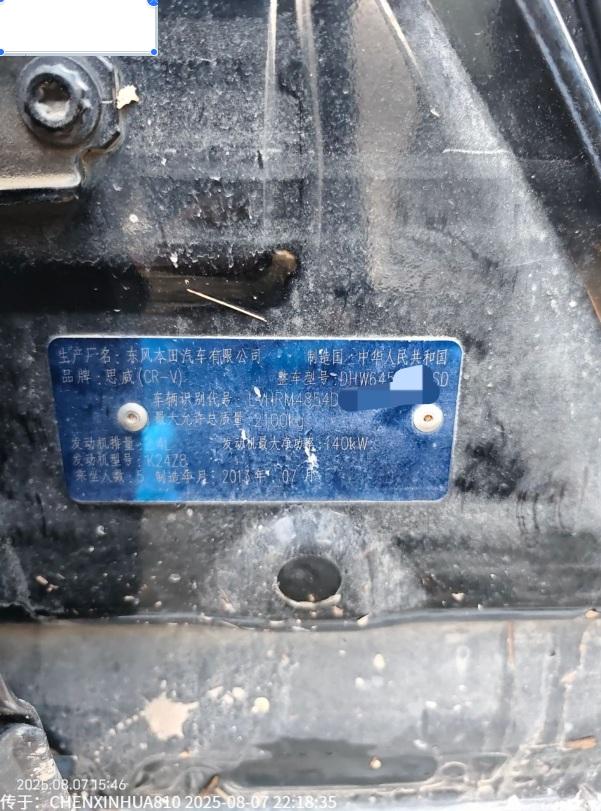 生产厂名：东风本田汽车有限公司 制造国：中华人民共和国
品牌：思威(CR-V) 整车型号：DHW645
车辆识别代号：LVHRM4854D
最大允许总质量：2100kg
发动机排量： 发动机最大净功率：140kW
发动机型号：K24Z8
乘坐人数：5 制造年月：2013年 07月
2025.08.07 15:46
传于：CHENXINHUA810 2025-08-07 22:18:35